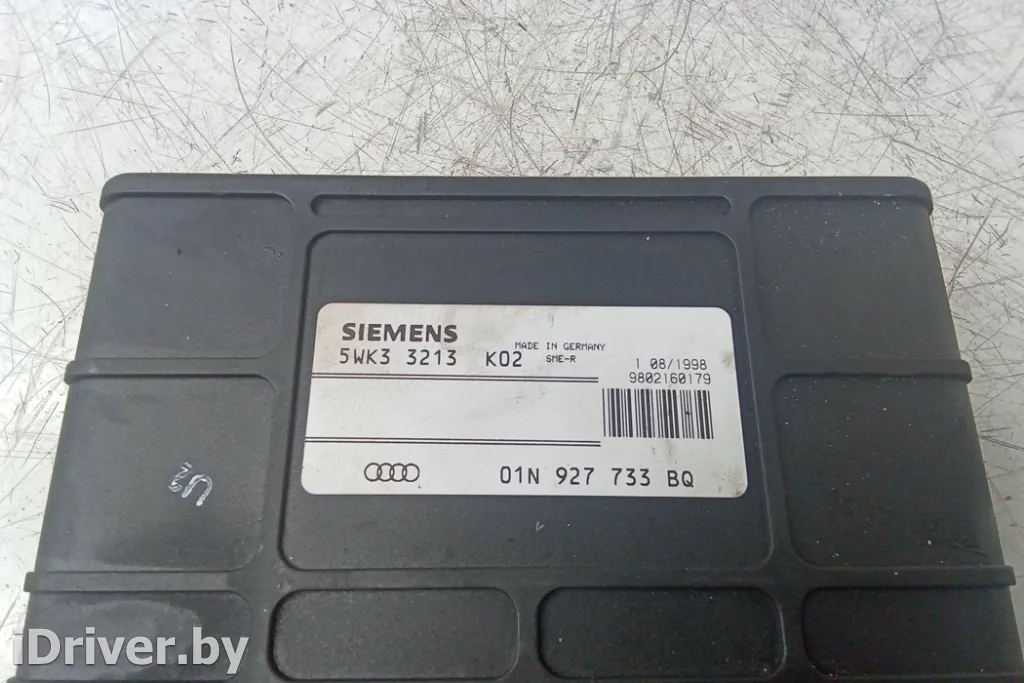 SIEMENS
MADE IN GERMANY
5WK3 3213 K02 SME-R
1 08/1998
9802160179
01N 927 733 BQ
iDriver.by